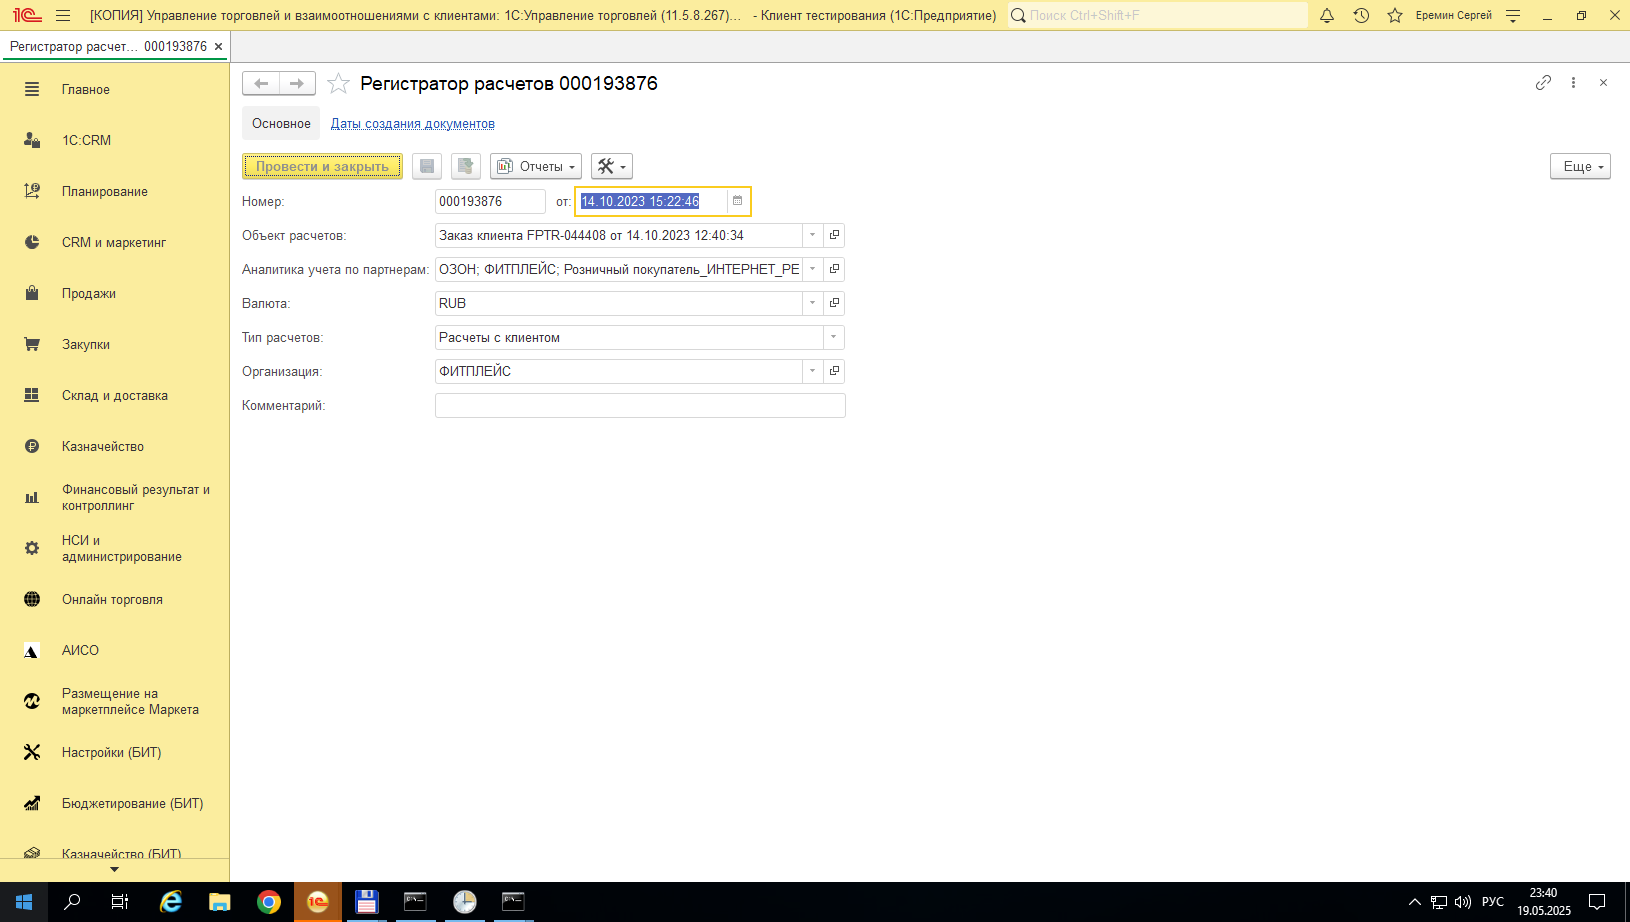 [КОПИЯ] Управление торговлей и взаимоотношениями с клиентами: 1С:Управление торговлей (11.5.8.267)... - Клиент тестирования (1С:Предприятие)
Поиск Ctrl+Shift+F
Еремин Сергей
Регистратор расчет... 000193876
Главное
1С:CRM
Планирование
CRM и маркетинг
Продажи
Закупки
Склад и доставка
Казначейство
Финансовый результат и
контроллинг
НСИ и
администрирование
Онлайн торговля
АИСО
Размещение на
маркетплейсе Маркета
Настройки (БИТ)
Бюджетирование (БИТ)
Казначейство (БИТ)
Регистратор расчетов 000193876
Основное
Даты создания документов
Провести и закрыть
Отчеты
Еще
Номер: 000193876 от: 14.10.2023 15:22:46
Объект расчетов: Заказ клиента FPTR-044408 от 14.10.2023 12:40:34
Аналитика учета по партнерам: ОЗОН; ФИТПЛЕЙС; Розничный покупатель_ИНТЕРНЕТ_РЕ
Валюта: RUB
Тип расчетов: Расчеты с клиентом
Организация: ФИТПЛЕЙС
Комментарий:
РУС
23:40
19.05.2025